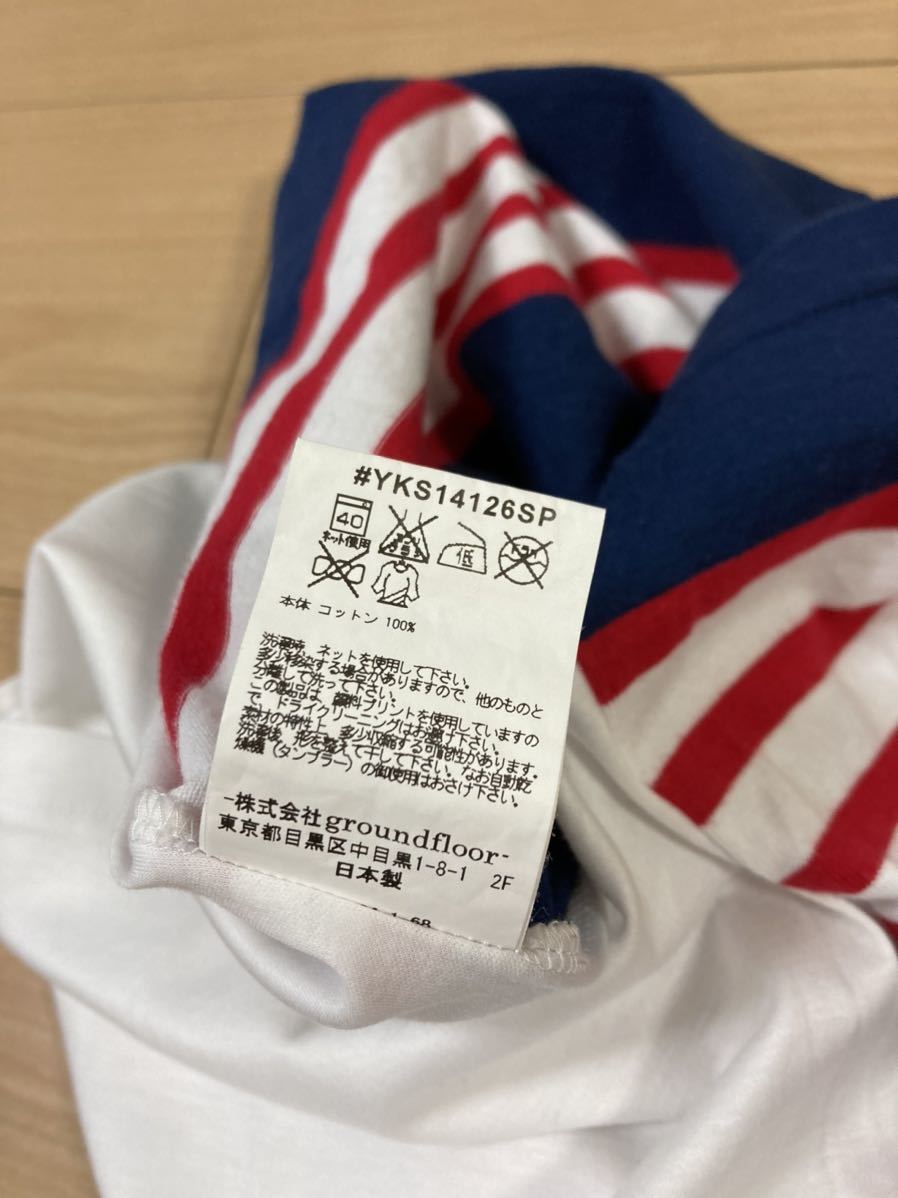 #YKS14126SP
40 低 ドライ
ネット使用
本体 コットン 100%
洗濯時、ネットを使用して下さい。
多少移染する場合がありますので、他のものと
分離して洗って下さい。
この製品は、顔料プリントを使用していますの
で、ドライクリーニングはお避け下さい。
素材の特性上、多少収縮する可能性があります。
洗濯後、形を整えて干して下さい。なお自動乾
燥機（タンブラー）の御使用はおさけ下さい。
-株式会社groundfloor-
東京都目黒区中目黒1-8-1 2F
日本製